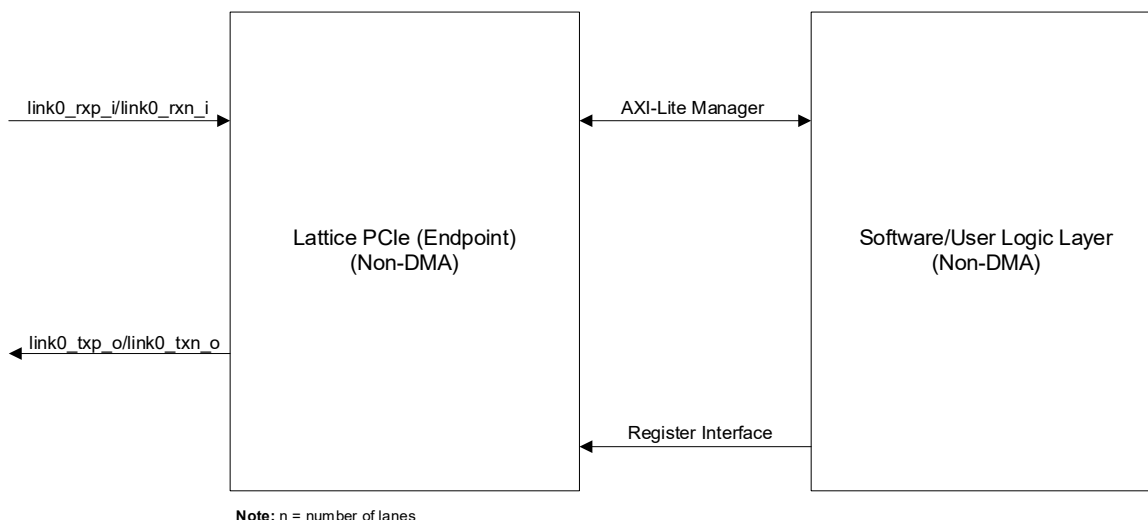 link0_rxp_i/link0_rxn_i
AXI-Lite Manager
Lattice PCIe (Endpoint)
(Non-DMA)
Software/User Logic Layer
(Non-DMA)
link0_txp_o/link0_txn_o
Register Interface
Note: n = number of lanes